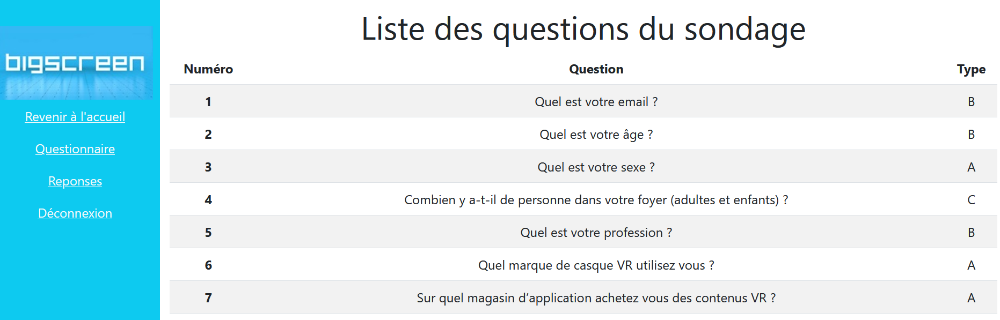 bigscreen
Revenir à l'accueil
Questionnaire
Reponses
Déconnexion
Liste des questions du sondage
Numéro Question Type
1 Quel est votre email ? B
2 Quel est votre âge ? B
3 Quel est votre sexe ? A
4 Combien y a-t-il de personne dans votre foyer (adultes et enfants) ? C
5 Quel est votre profession ? B
6 Quel marque de casque VR utilisez vous ? A
7 Sur quel magasin d’application achetez vous des contenus VR ? A